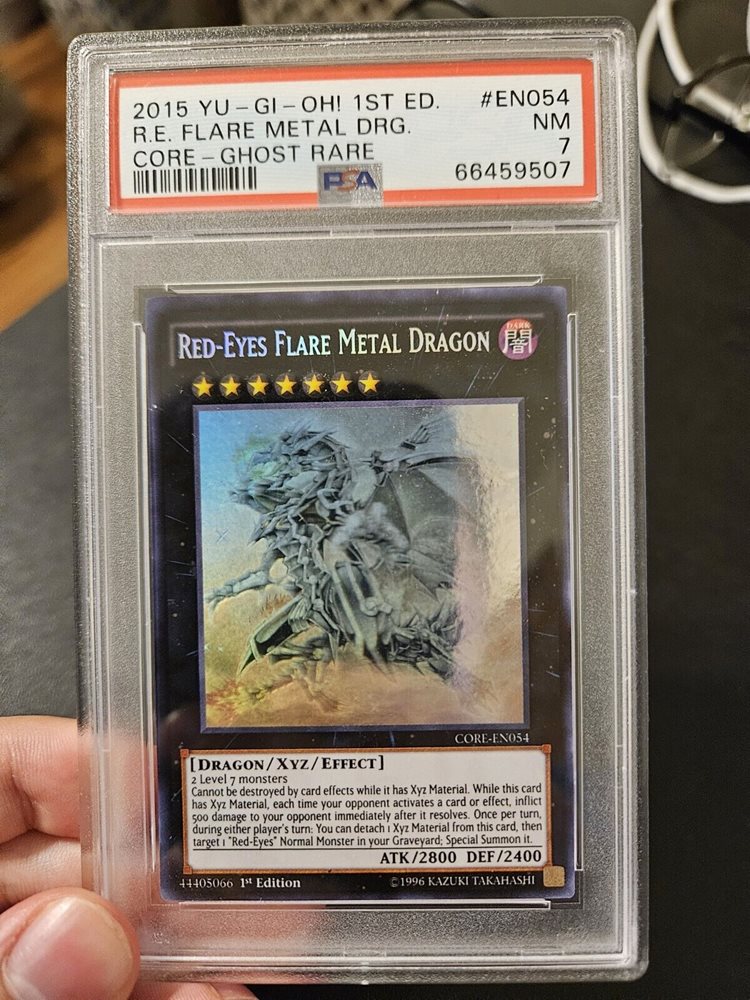 2015 YU-GI-OH! 1ST ED. #EN054
R.E. FLARE METAL DRG. NM
CORE-GHOST RARE 7
PSA 66459507
RED-EYES FLARE METAL DRAGON
DARK
闇
CORE-EN054
[DRAGON/XYZ/EFFECT]
2 Level 7 monsters
Cannot be destroyed by card effects while it has Xyz Material. While this card
has Xyz Material, each time your opponent activates a card or effect, inflict
500 damage to your opponent immediately after it resolves. Once per turn,
during either player's turn: You can detach 1 Xyz Material from this card, then
target 1 "Red-Eyes" Normal Monster in your Graveyard; Special Summon it.
ATK/2800 DEF/2400
44405066 1st Edition ©1996 KAZUKI TAKAHASHI